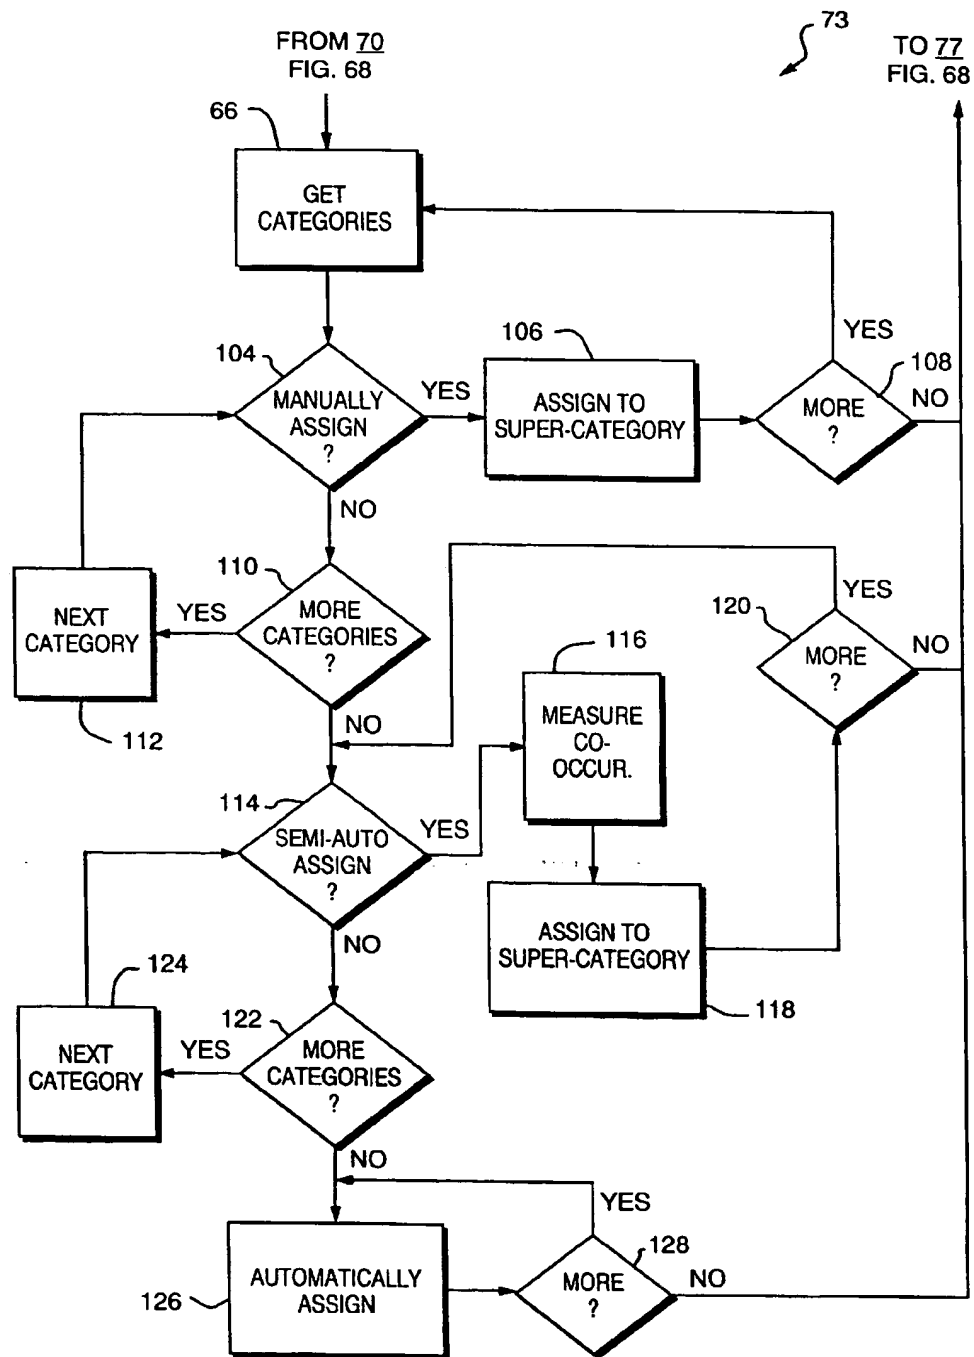 73
FROM 70
FIG. 68
TO 77
FIG. 68
66
GET
CATEGORIES
YES
104
MANUALLY
ASSIGN
?
YES
106
ASSIGN TO
SUPER-CATEGORY
108
MORE
?
NO
NO
110
MORE
CATEGORIES
?
YES
NEXT
CATEGORY
112
NO
YES
120
MORE
?
NO
116
MEASURE
CO-
OCCUR.
114
SEMI-AUTO
ASSIGN
?
YES
ASSIGN TO
SUPER-CATEGORY
118
NO
124
NEXT
CATEGORY
YES
122
MORE
CATEGORIES
?
NO
YES
126
AUTOMATICALLY
ASSIGN
128
MORE
?
NO